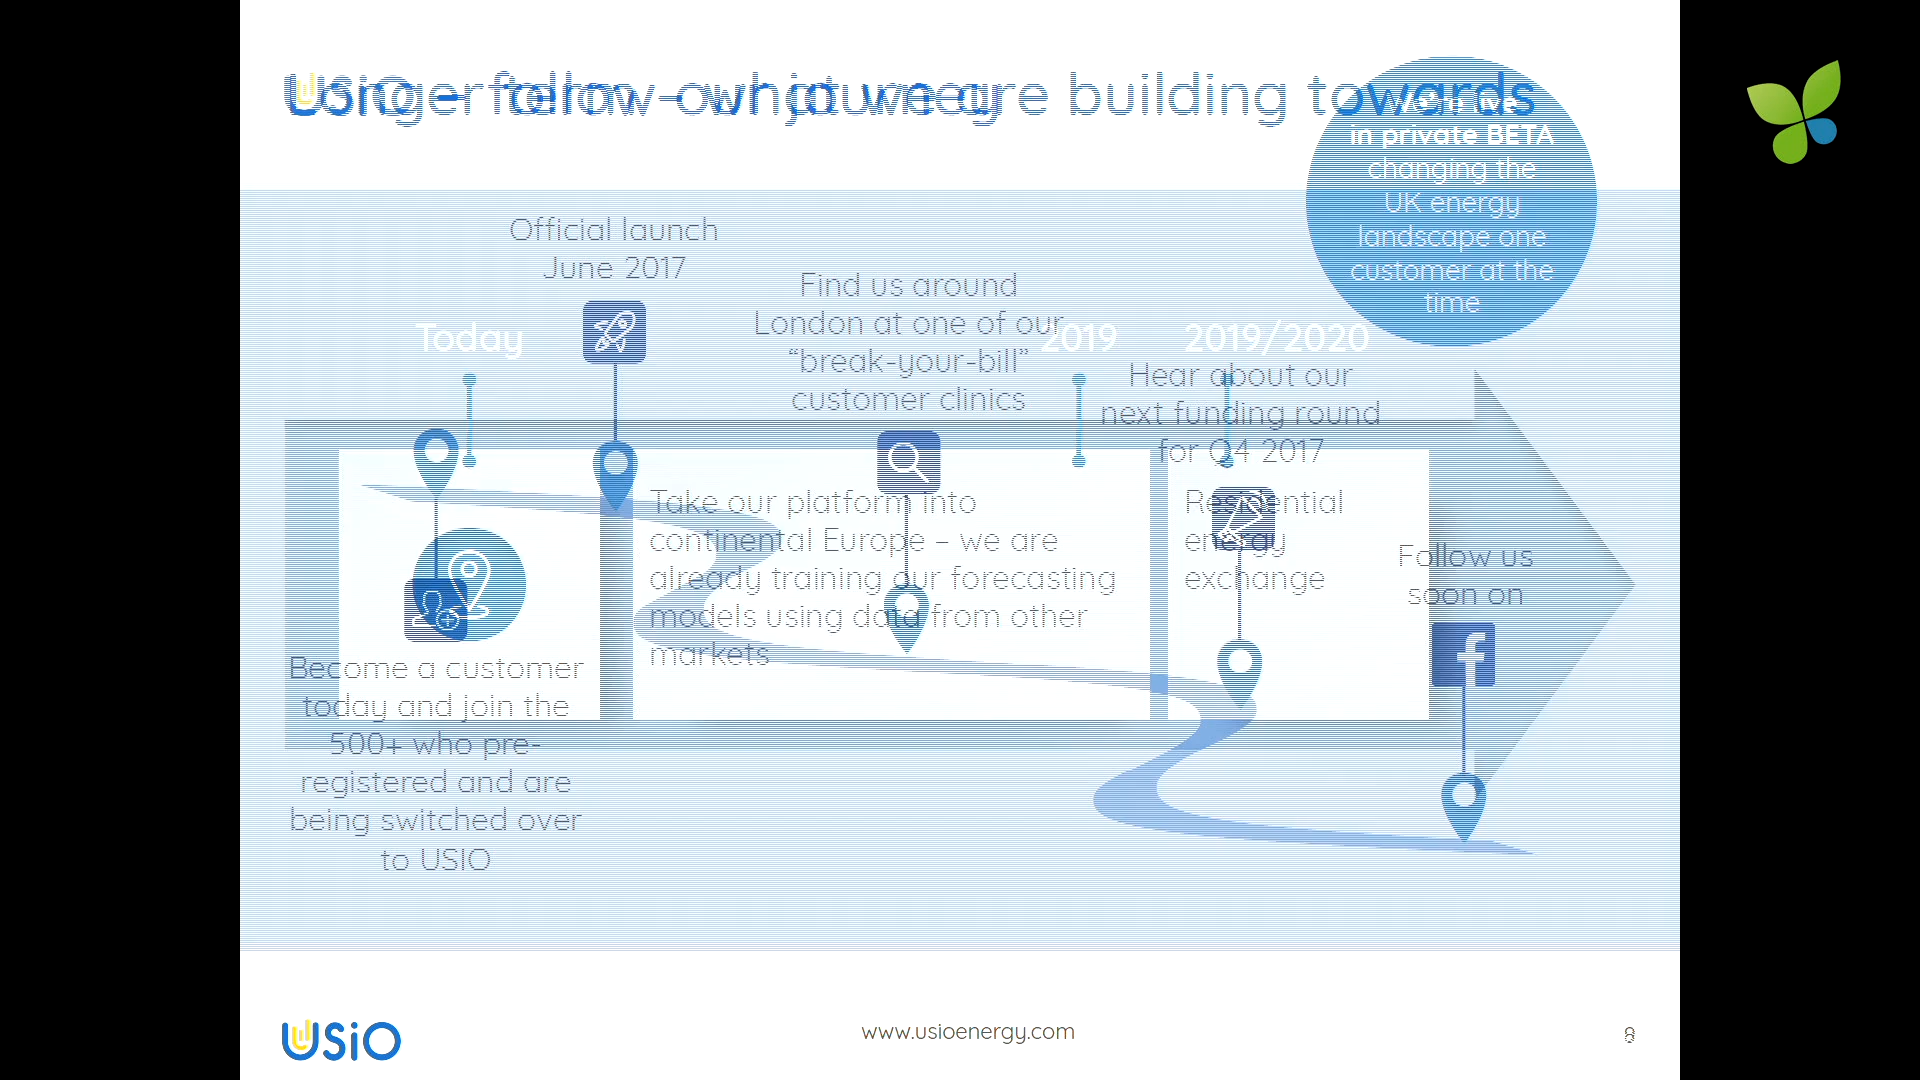 Longer term – what we are building towards
USiO – follow our journey
We're live
in private BETA
changing the
UK energy
landscape one
customer at the
time
Official launch
June 2017
Find us around
London at one of our
“break-your-bill”
customer clinics
Today
2019
2019/2020
Hear about our
next funding round
for Q4 2017
Take our platform into
continental Europe – we are
already training our forecasting
models using data from other
markets
Residential
energy
exchange
Follow us
soon on
Become a customer
today and join the
500+ who pre-
registered and are
being switched over
to USIO
USiO
www.usioenergy.com